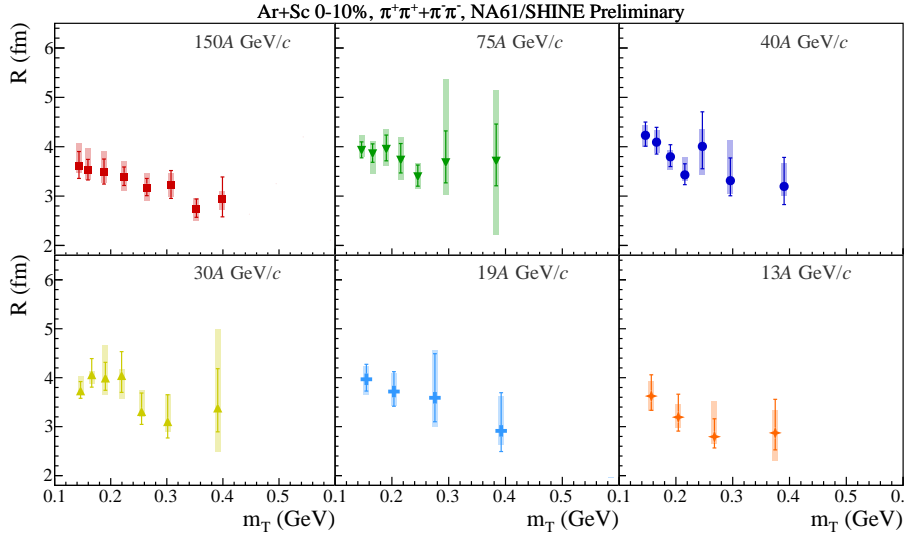 Ar+Sc 0-10%, π⁺π⁺+π⁻π⁻, NA61/SHINE Preliminary
R (fm)
150A GeV/c
75A GeV/c
40A GeV/c
6
5
4
3
2
R (fm)
30A GeV/c
19A GeV/c
13A GeV/c
6
5
4
3
2
0.1 0.2 0.3 0.4 0.5 0.1 0.2 0.3 0.4 0.5 0.1 0.2 0.3 0.4 0.5 0.
m_T (GeV) m_T (GeV) m_T (GeV)